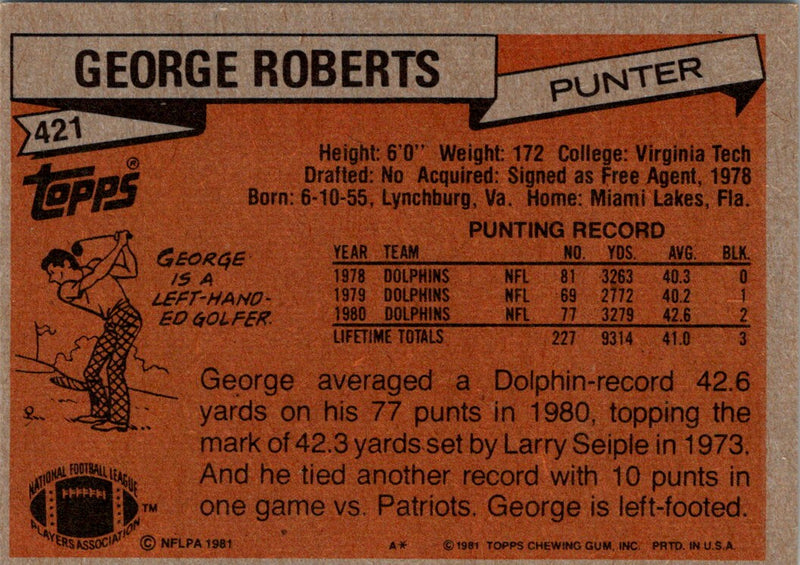 GEORGE ROBERTS
PUNTER
421
topps®
Height: 6'0" Weight: 172 College: Virginia Tech
Drafted: No Acquired: Signed as Free Agent, 1978
Born: 6-10-55, Lynchburg, Va. Home: Miami Lakes, Fla.
GEORGE
IS A
LEFT-HAND-
ED GOLFER.
PUNTING RECORD
YEAR TEAM NO. YDS. AVG. BLK.
1978 DOLPHINS NFL 81 3263 40.3 0
1979 DOLPHINS NFL 69 2772 40.2 1
1980 DOLPHINS NFL 77 3279 42.6 2
LIFETIME TOTALS 227 9314 41.0 3
George averaged a Dolphin-record 42.6
yards on his 77 punts in 1980, topping the
mark of 42.3 yards set by Larry Seiple in 1973.
And he tied another record with 10 punts in
one game vs. Patriots. George is left-footed.
NATIONAL FOOTBALL LEAGUE
PLAYERS ASSOCIATION
TM
© NFLPA 1981
A*
© 1981 TOPPS CHEWING GUM, INC. PRTD. IN U.S.A.